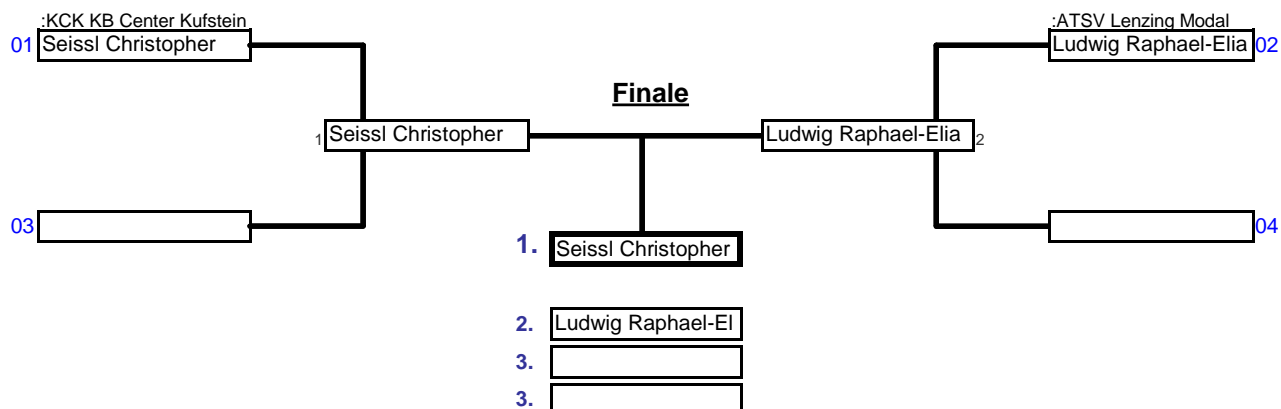 :KCK KB Center Kufstein
:ATSV Lenzing Modal
01 Seissl Christopher
Ludwig Raphael-Elia 02
Finale
1 Seissl Christopher
Ludwig Raphael-Elia 2
03
04
1. Seissl Christopher
2. Ludwig Raphael-El
3.
3.